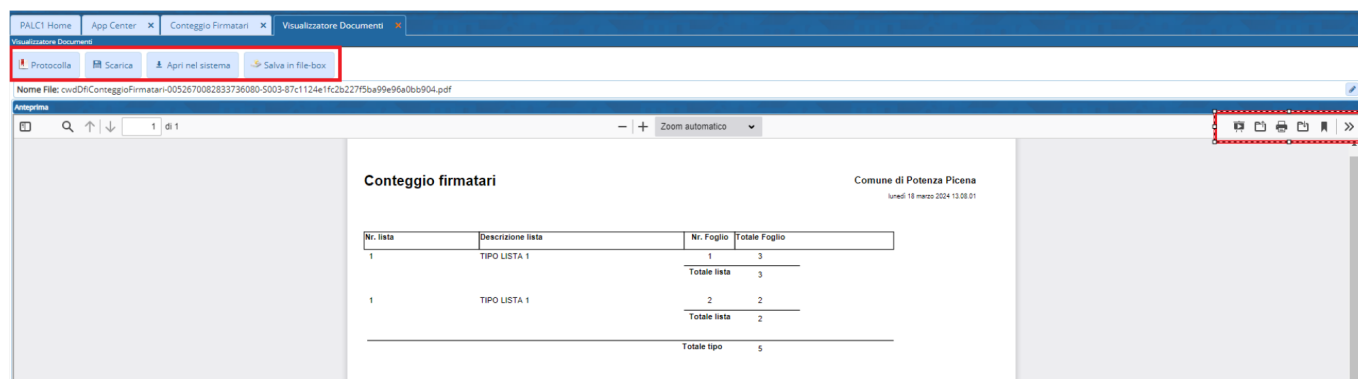 PALC1 Home App Center Conteggio Firmatari Visualizzatore Documenti
Visualizzatore Documenti
Protocolla Scarica Apri nel sistema Salva in file-box
Nome File: cwdDfiConteggioFirmatari-0052670082833736080-S003-87c1124e1fc2b227f5ba99e96a0bb904.pdf
Anteprima
1 di 1 Zoom automatico
Conteggio firmatari Comune di Potenza Picena
lunedì 18 marzo 2024 13.08.01
Nr. lista Descrizione lista Nr. Foglio Totale Foglio
1 TIPO LISTA 1 1 3
Totale lista 3
1 TIPO LISTA 1 2 2
Totale lista 2
Totale tipo 5